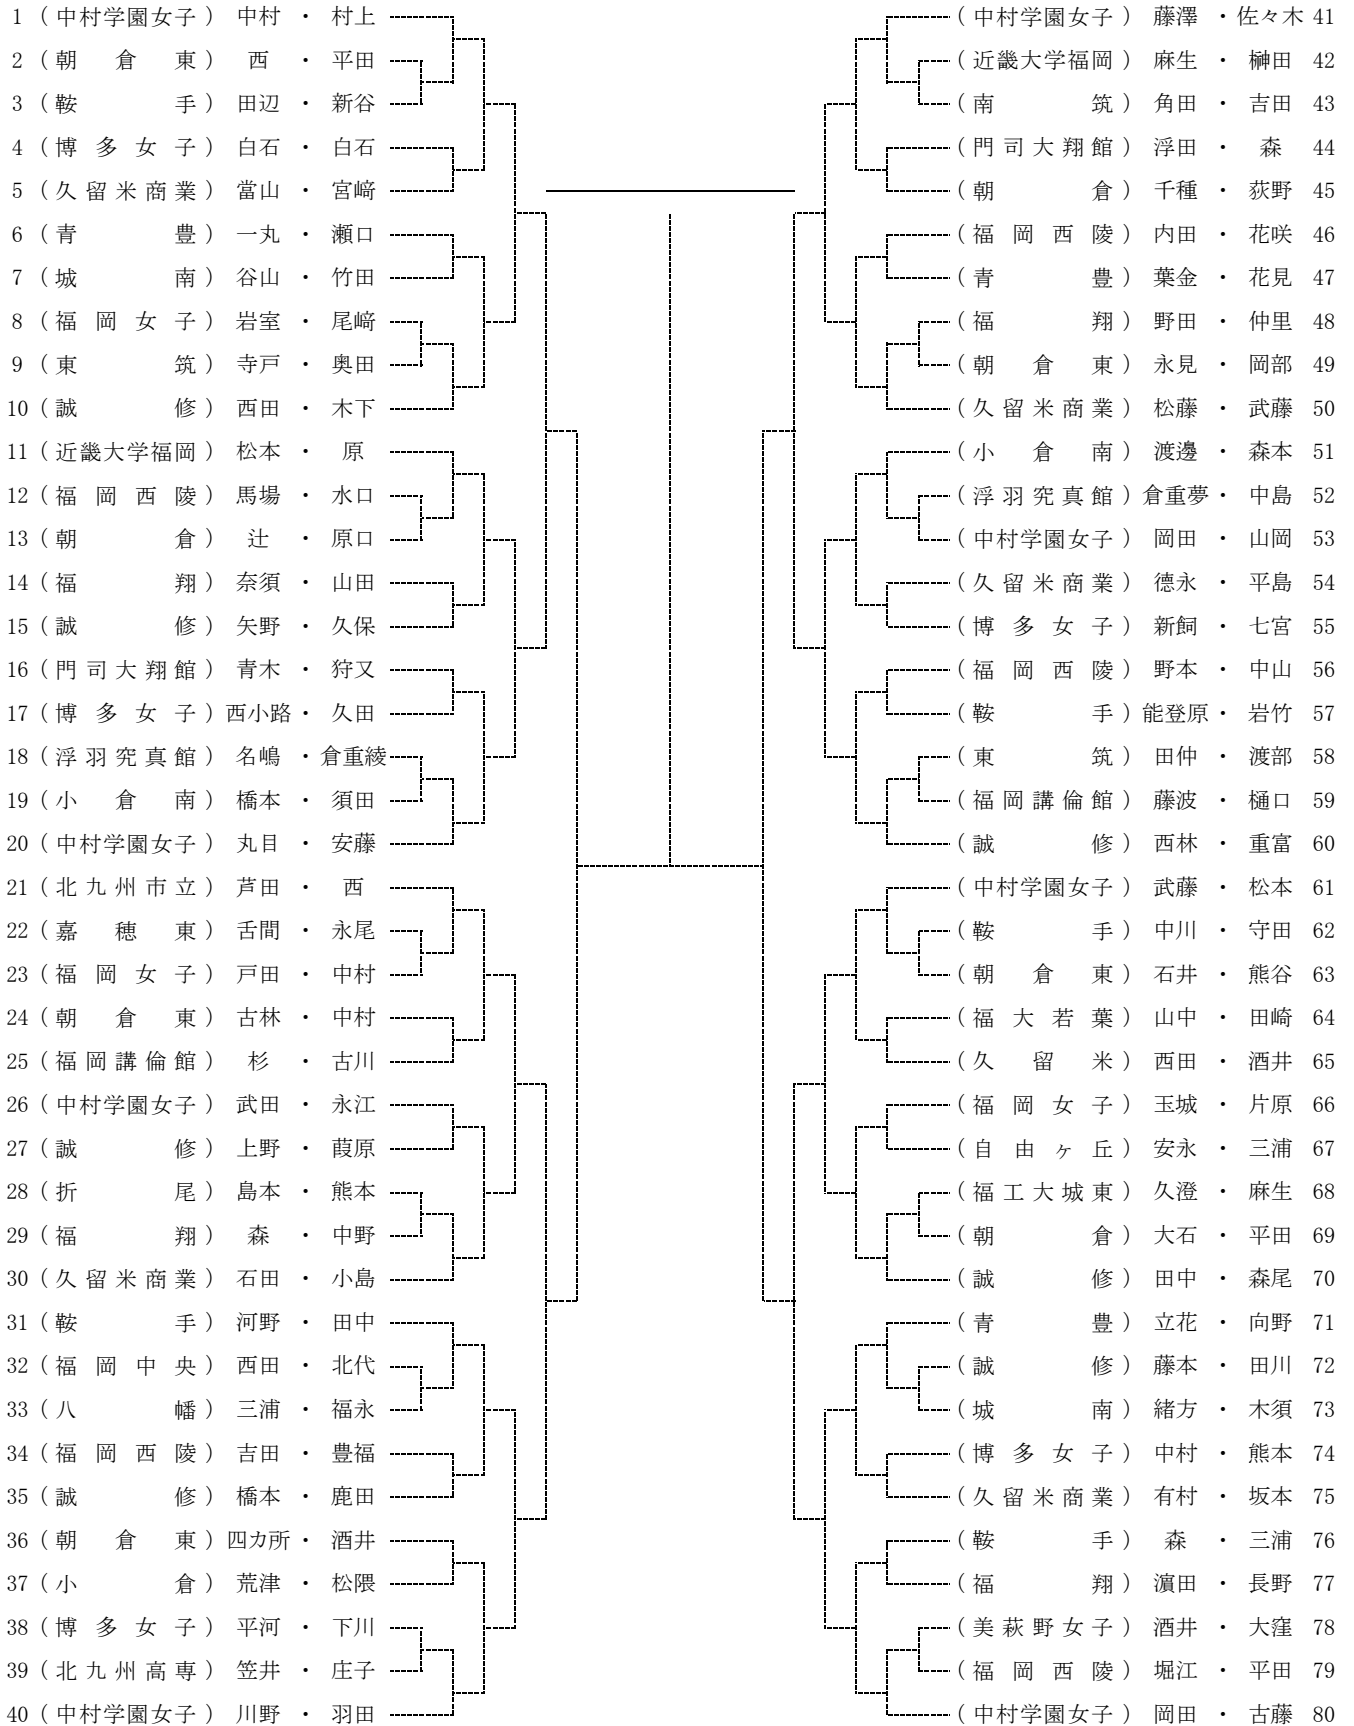 1 (中村学園女子) 中村 ・ 村上
2 (朝倉東) 西 ・ 平田
3 (鞍手) 田辺 ・ 新谷
4 (博多女子) 白石 ・ 白石
5 (久留米商業) 當山 ・ 宮﨑
6 (青豊) 一丸 ・ 瀬口
7 (城南) 谷山 ・ 竹田
8 (福岡女子) 岩室 ・ 尾﨑
9 (東筑) 寺戸 ・ 奥田
10 (誠修) 西田 ・ 木下
11 (近畿大学福岡) 松本 ・ 原
12 (福岡西陵) 馬場 ・ 水口
13 (朝倉) 辻 ・ 原口
14 (福翔) 奈須 ・ 山田
15 (誠修) 矢野 ・ 久保
16 (門司大翔館) 青木 ・ 狩又
17 (博多女子) 西小路 ・ 久田
18 (浮羽究真館) 名嶋 ・ 倉重綾
19 (小倉南) 橋本 ・ 須田
20 (中村学園女子) 丸目 ・ 安藤
21 (北九州市立) 芦田 ・ 西
22 (嘉穂東) 舌間 ・ 永尾
23 (福岡女子) 戸田 ・ 中村
24 (朝倉東) 古林 ・ 中村
25 (福岡講倫館) 杉 ・ 古川
26 (中村学園女子) 武田 ・ 永江
27 (誠修) 上野 ・ 葭原
28 (折尾) 島本 ・ 熊本
29 (福翔) 森 ・ 中野
30 (久留米商業) 石田 ・ 小島
31 (鞍手) 河野 ・ 田中
32 (福岡中央) 西田 ・ 北代
33 (八幡) 三浦 ・ 福永
34 (福岡西陵) 吉田 ・ 豊福
35 (誠修) 橋本 ・ 鹿田
36 (朝倉東) 四カ所 ・ 酒井
37 (小倉) 荒津 ・ 松隈
38 (博多女子) 平河 ・ 下川
39 (北九州高専) 笠井 ・ 庄子
40 (中村学園女子) 川野 ・ 羽田
(中村学園女子) 藤澤 ・ 佐々木 41
(近畿大学福岡) 麻生 ・ 榊田 42
(南筑) 角田 ・ 吉田 43
(門司大翔館) 浮田 ・ 森 44
(朝倉) 千種 ・ 荻野 45
(福岡西陵) 内田 ・ 花咲 46
(青豊) 葉金 ・ 花見 47
(福翔) 野田 ・ 仲里 48
(朝倉東) 永見 ・ 岡部 49
(久留米商業) 松藤 ・ 武藤 50
(小倉南) 渡邊 ・ 森本 51
(浮羽究真館) 倉重夢 ・ 中島 52
(中村学園女子) 岡田 ・ 山岡 53
(久留米商業) 德永 ・ 平島 54
(博多女子) 新飼 ・ 七宮 55
(福岡西陵) 野本 ・ 中山 56
(鞍手) 能登原 ・ 岩竹 57
(東筑) 田仲 ・ 渡部 58
(福岡講倫館) 藤波 ・ 樋口 59
(誠修) 西林 ・ 重富 60
(中村学園女子) 武藤 ・ 松本 61
(鞍手) 中川 ・ 守田 62
(朝倉東) 石井 ・ 熊谷 63
(福大若葉) 山中 ・ 田崎 64
(久留米) 西田 ・ 酒井 65
(福岡女子) 玉城 ・ 片原 66
(自由ヶ丘) 安永 ・ 三浦 67
(福工大城東) 久澄 ・ 麻生 68
(朝倉) 大石 ・ 平田 69
(誠修) 田中 ・ 森尾 70
(青豊) 立花 ・ 向野 71
(誠修) 藤本 ・ 田川 72
(城南) 緒方 ・ 木須 73
(博多女子) 中村 ・ 熊本 74
(久留米商業) 有村 ・ 坂本 75
(鞍手) 森 ・ 三浦 76
(福翔) 濵田 ・ 長野 77
(美萩野女子) 酒井 ・ 大窪 78
(福岡西陵) 堀江 ・ 平田 79
(中村学園女子) 岡田 ・ 古藤 80